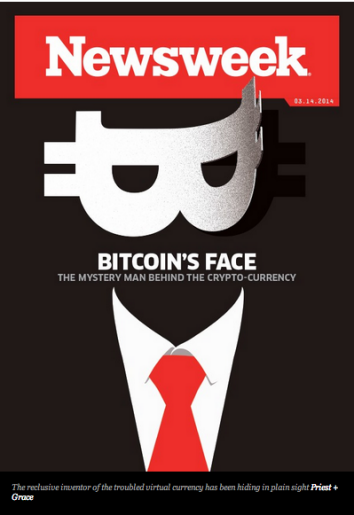 Newsweek
03.14.2014
BITCOIN'S FACE
THE MYSTERY MAN BEHIND THE CRYPTO-CURRENCY
The reclusive inventor of the troubled virtual currency has been hiding in plain sight Priest +
Grace